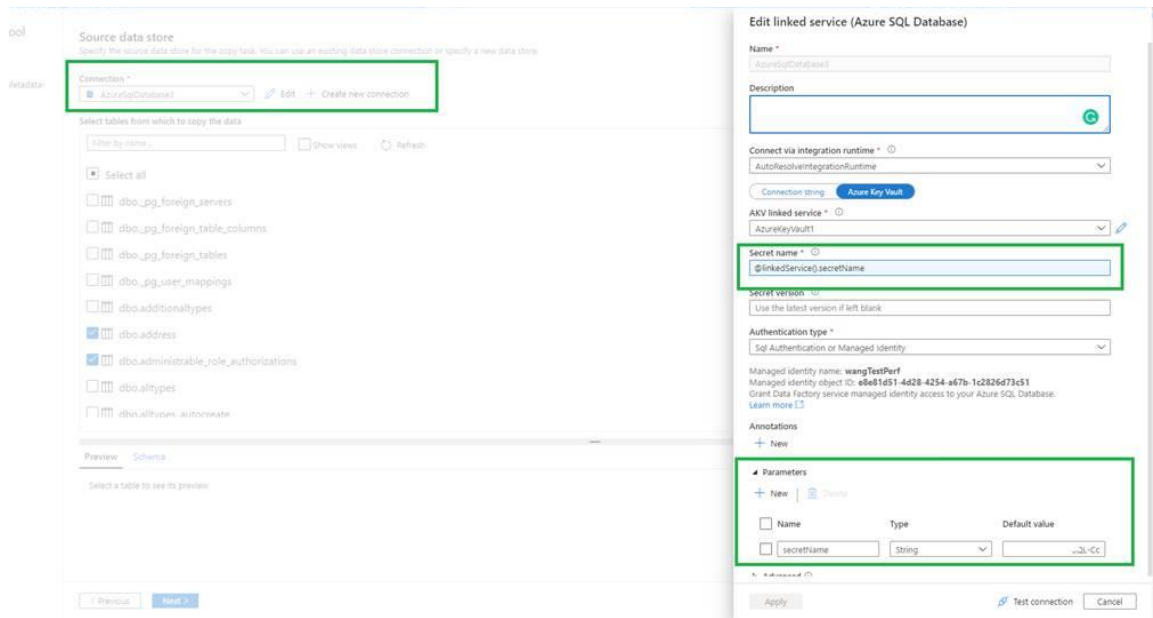 ool
Metadata-
Source data store
Specify the source data store for the copy task. You can use an existing data store connection or specify a new data store.
Connection *
AzureSqlDatabase3
Edit
+ Create new connection
Select tables from which to copy the data
Filter by name...
Show views
Refresh
Select all
dbo._pg_foreign_servers
dbo._pg_foreign_table_columns
dbo._pg_foreign_tables
dbo._pg_user_mappings
dbo.additionaltypes
dbo.address
dbo.administrable_role_authorizations
dbo.alltypes
dbo.alltypes_autocreate
Preview Schema
Select a table to see its preview
< Previous Next >
Edit linked service (Azure SQL Database)
Name *
AzureSqlDatabase3
Description
Connect via integration runtime *
AutoResolveIntegrationRuntime
Connection string Azure Key Vault
AKV linked service *
AzureKeyVault1
Secret name *
@linkedService().secretName
Secret version
Use the latest version if left blank
Authentication type *
Sql Authentication or Managed Identity
Managed identity name: wangTestPerf
Managed identity object ID: e8e81d51-4d28-4254-a67b-1c2826d73c51
Grant Data Factory service managed identity access to your Azure SQL Database.
Learn more
Annotations
+ New
Parameters
+ New Delete
Name Type Default value
secretName String
Advanced
Apply Test connection Cancel